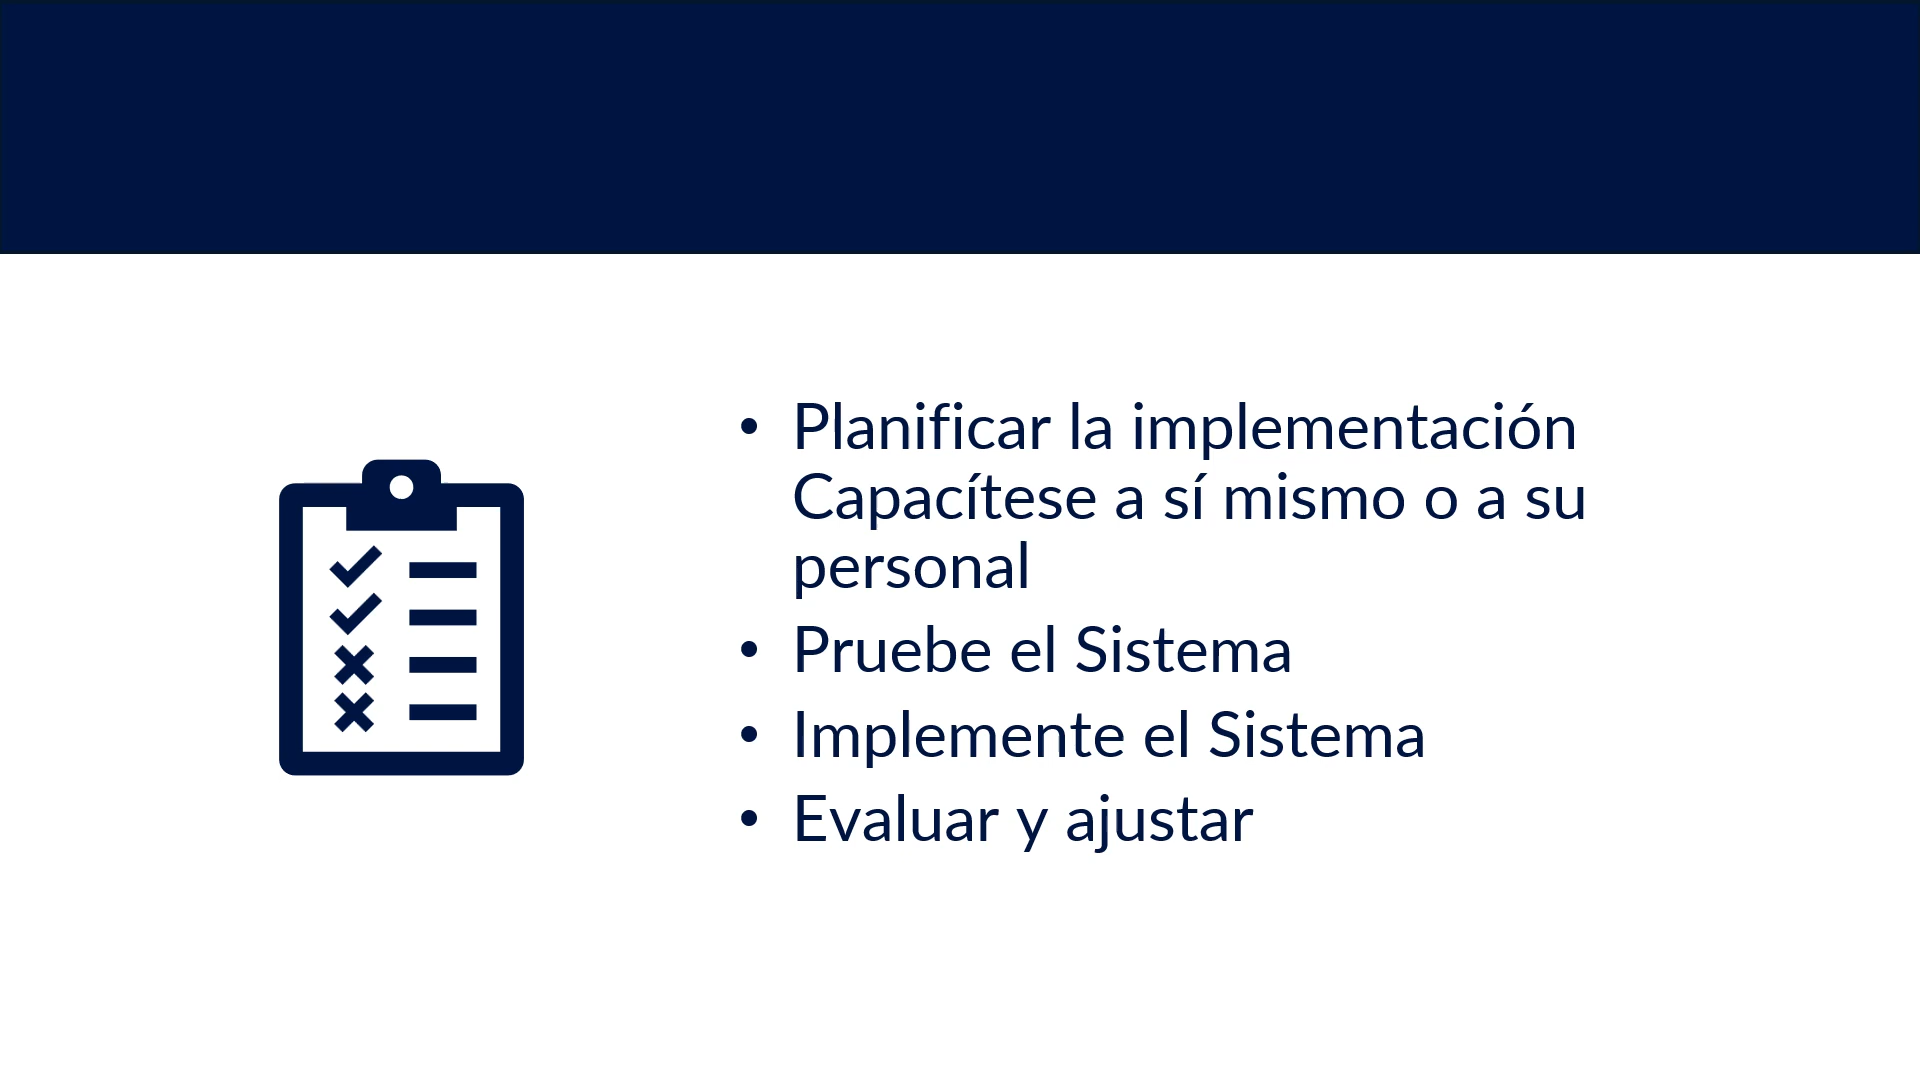 • Planificar la implementación
Capacítese a sí mismo o a su
personal
• Pruebe el Sistema
• Implemente el Sistema
• Evaluar y ajustar